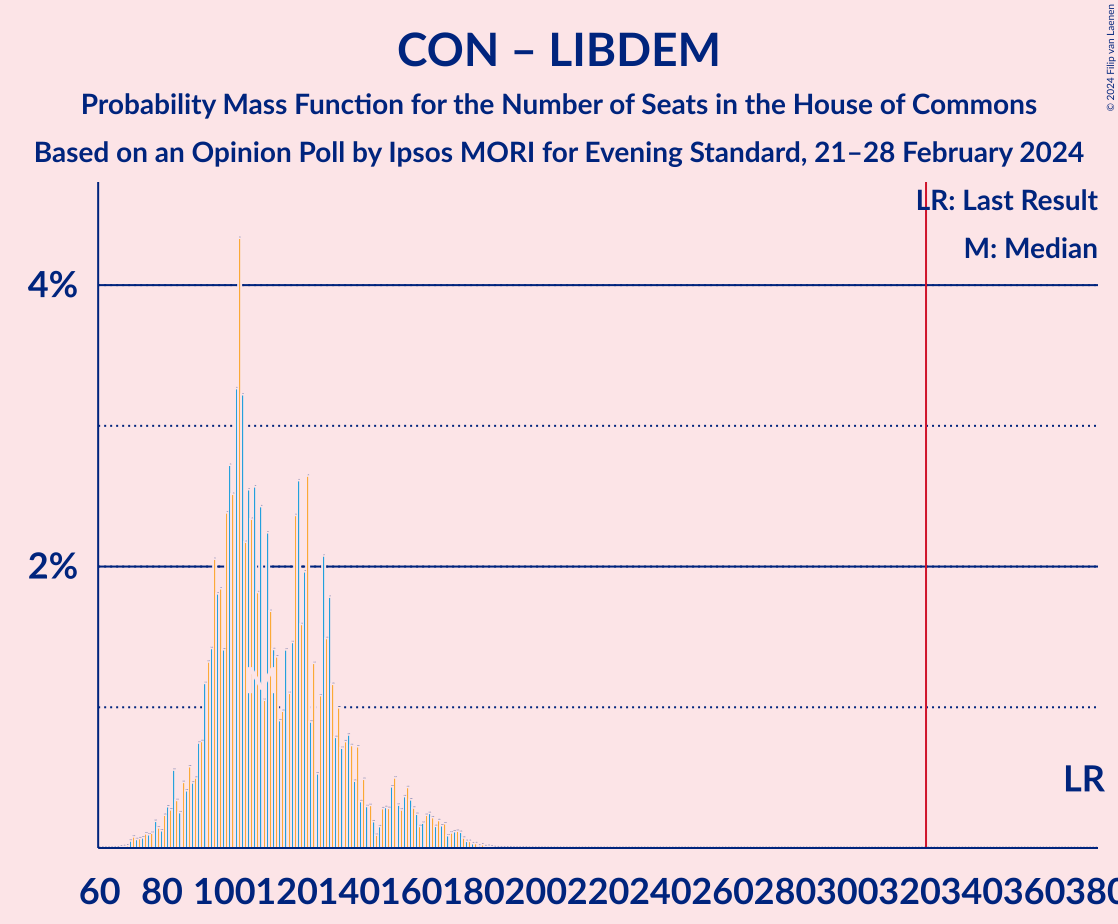 CON – LIBDEM
Probability Mass Function for the Number of Seats in the House of Commons
Based on an Opinion Poll by Ipsos MORI for Evening Standard, 21–28 February 2024
© 2024 Filip van Laenen
LR: Last Result
M: Median
4%
2%
LR
60 80 100 120 140 160 180 200 220 240 260 280 300 320 340 360 380